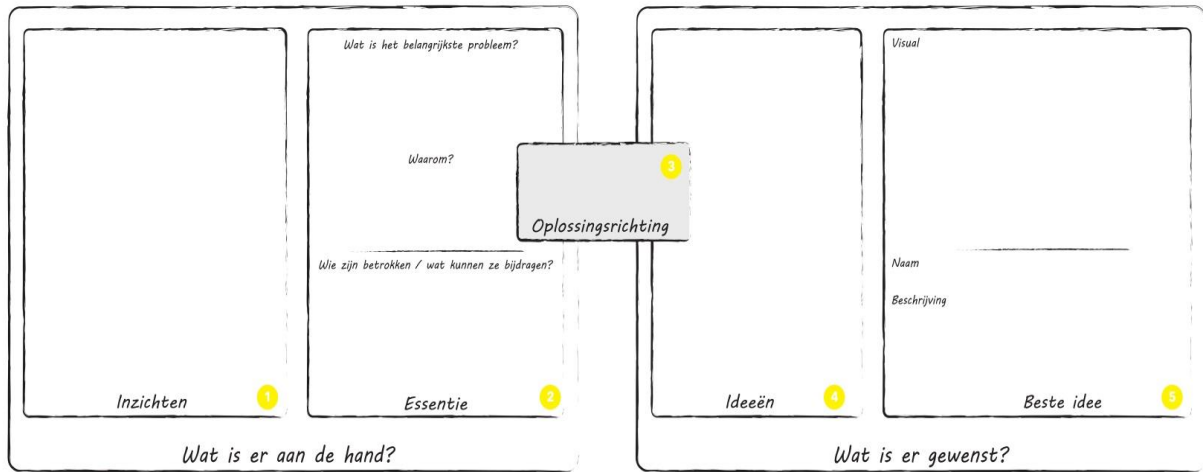 Inzichten
1
Wat is het belangrijkste probleem?
Waarom?
Wie zijn betrokken / wat kunnen ze bijdragen?
Essentie
2
Wat is er aan de hand?
3
Oplossingsrichting
Ideeën
4
Visual
Naam
Beschrijving
Beste idee
5
Wat is er gewenst?